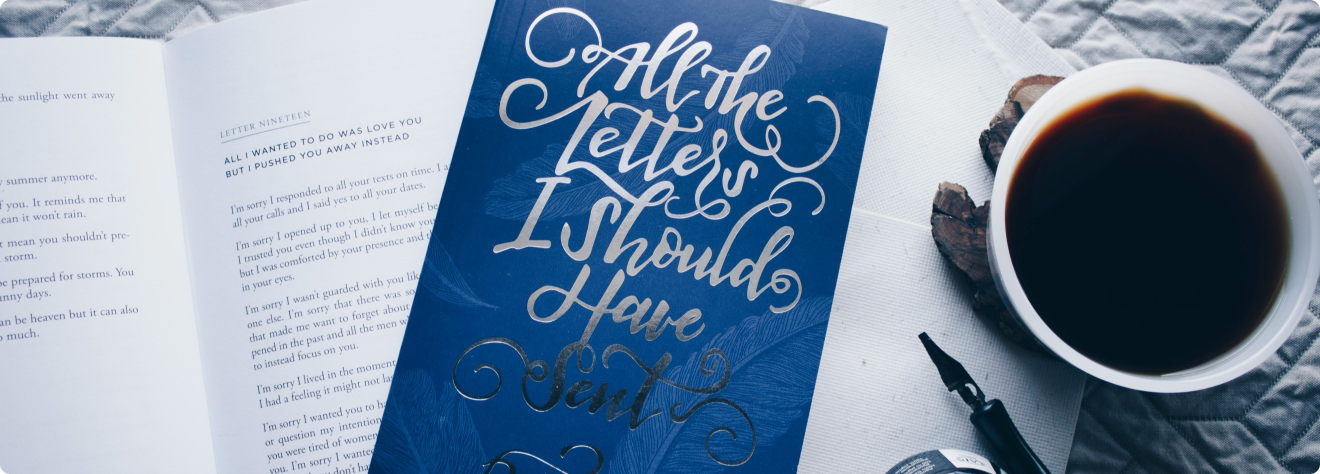 the sunlight went away
summer anymore.
f you. It reminds me that
ean it won't rain.
t mean you shouldn't pre-
storm.
e prepared for storms. You
nny days.
an be heaven but it can also
o much.
LETTER NINETEEN
ALL I WANTED TO DO WAS LOVE YOU
BUT I PUSHED YOU AWAY INSTEAD
I'm sorry I responded to all your texts on time. I a
all your calls and I said yes to all your dates.
I'm sorry I opened up to you, I let myself be
I trusted you even though I didn't know you
but I was comforted by your presence and th
in your eyes.
I'm sorry I wasn't guarded with you lik
one else. I'm sorry that there was so
that made me want to forget about
pened in the past and all the men w
to instead focus on you.
I'm sorry I lived in the moment
I had a feeling it might not la
I'm sorry I wanted you to h
or question my intention
you were tired of women
you. I'm sorry I wanted
you don't ha
All the
Letters
I Should
Have
Sent